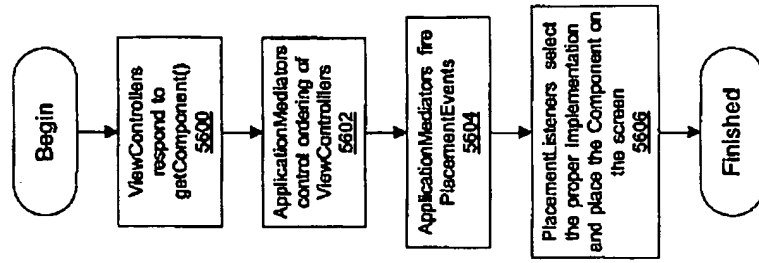 Begin
ViewControllers
respond to
getComponent()
5600
ApplicationMediators
control ordering of
ViewControlllers
5602
ApplicationMediators fire
PlacementEvents
5604
PlacementListeners select
the proper Implementation
and place the Component on
the screen
5606
Finished